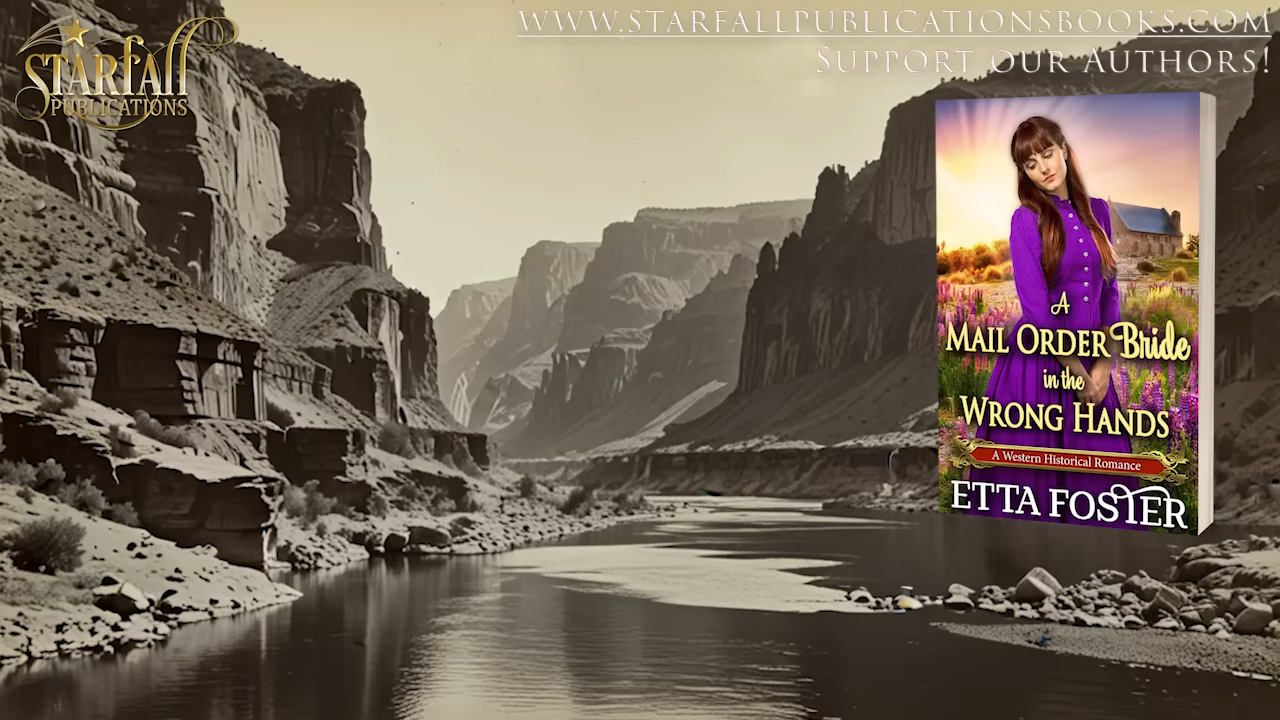 STARfall
PUBLICATIONS
WWW.STARFALLPUBLICATIONSBOOKS.COM
SUPPORT OUR AUTHORS!
A
MAIL ORDER Bride
in the
WRONG HANDS
A Western Historical Romance
ETTA FOSTER